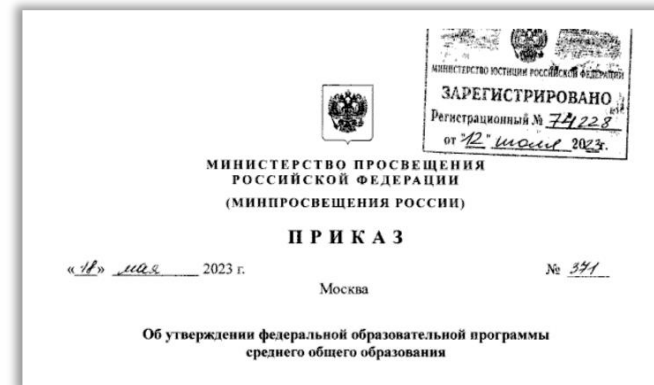 МИНИСТЕРСТВО ЮСТИЦИИ РОССИЙСКОЙ ФЕДЕРАЦИИ
ЗАРЕГИСТРИРОВАНО
Регистрационный № 74228
от "12" июля 2023г.
МИНИСТЕРСТВО ПРОСВЕЩЕНИЯ
РОССИЙСКОЙ ФЕДЕРАЦИИ
(МИНПРОСВЕЩЕНИЯ РОССИИ)
ПРИКАЗ
«18» мая 2023 г.
№ 371
Москва
Об утверждении федеральной образовательной программы
среднего общего образования